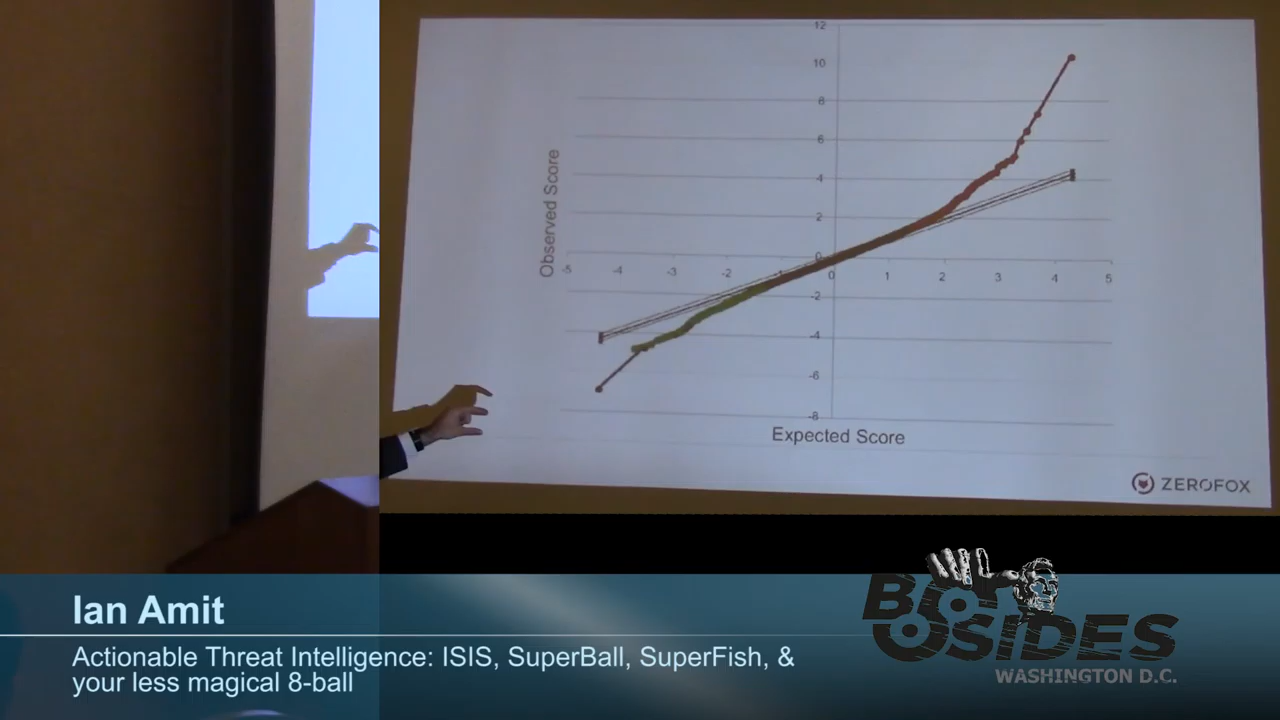 12
10
8
6
4
2
0
-5
-4
-3
-2
0
1
2
3
4
5
-2
-4
-6
-8
Observed Score
Expected Score
ZEROFOX
Ian Amit
Actionable Threat Intelligence: ISIS, SuperBall, SuperFish, &
your less magical 8-ball
BSIDES
WASHINGTON D.C.